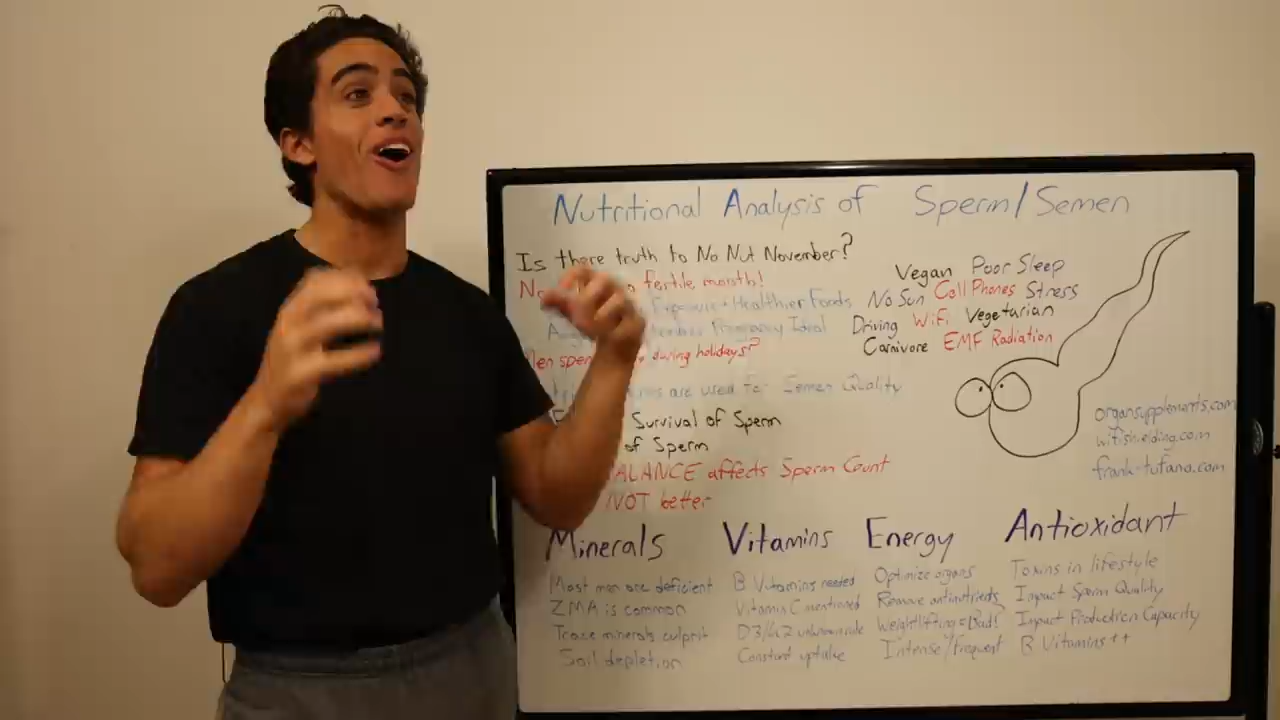 Nutritional Analysis of Sperm/Semen
Is there truth to No Nut November?
fertile month!
Exposure + Healthier Foods
Pregnancy Ideal
Men during holidays?
are used for Semen Quality
Survival of Sperm
of Sperm
affects Sperm Count
NOT better
Vegan Poor Sleep
No Sun Cell Phones Stress
Driving WiFi Vegetarian
Carnivore EMF Radiation
organsupplements.com
wifishielding.com
frank-tufano.com
Minerals
Most men are deficient
ZMA is common
Trace minerals culprit
Soil depletion
Vitamins
B Vitamins needed
Vitamin C mentioned
D3/K2 unknown role
Constant uptake
Energy
Optimize organs
Remove antinutrients
Weightlifting = Bad!
Intense/frequent
Antioxidant
Toxins in lifestyle
Impact Sperm Quality
Impact Production Capacity
B Vitamins ++